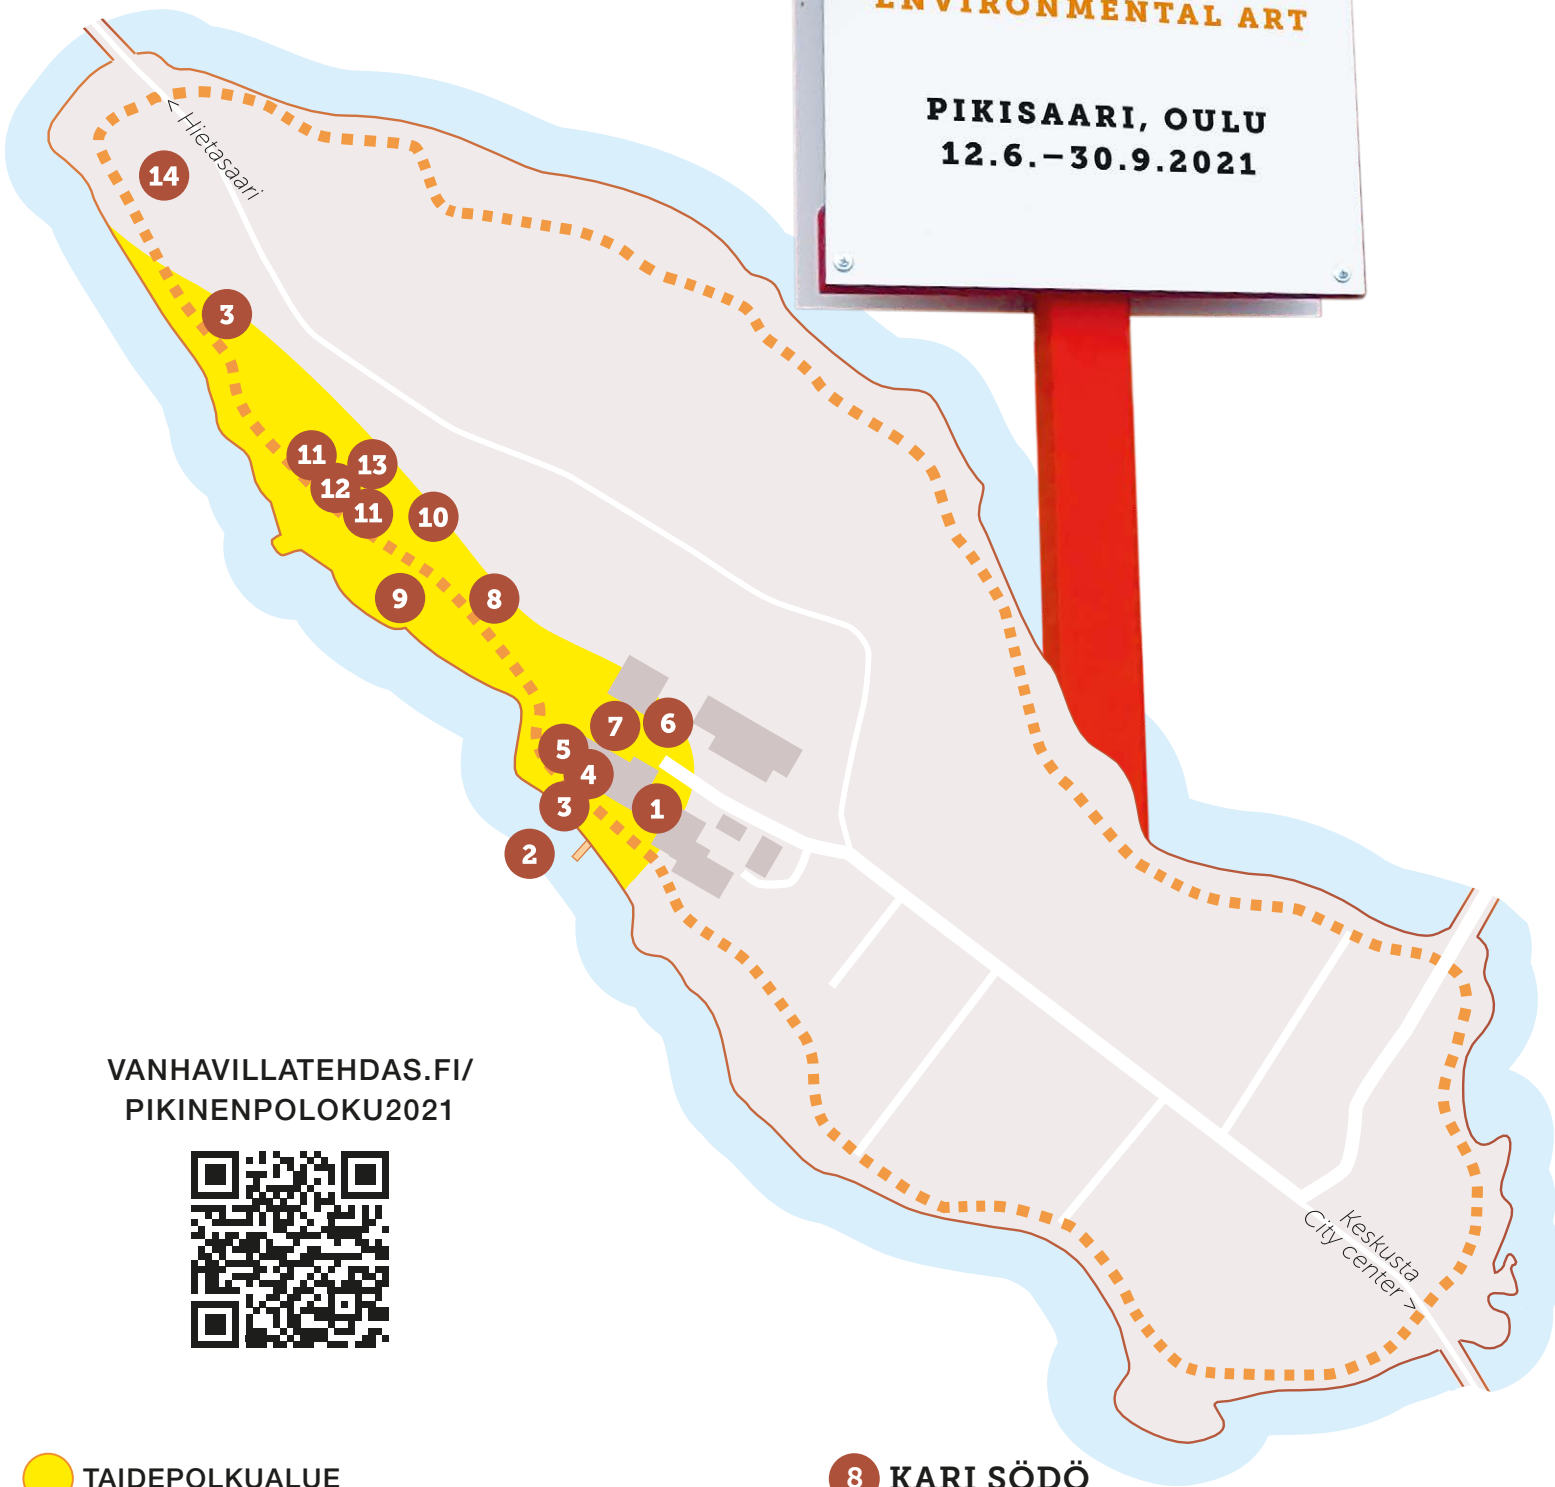 ENVIRONMENTAL ART
PIKISAARI, OULU
12.6.–30.9.2021
< Hietasaari
14
3
11
13
12
11
10
9
8
7
6
5
4
3
1
2
VANHAVILLATEHDAS.FI/
PIKINENPOLOKU2021
Keskusta
City center >
TAIDEPOLKUALUE
8 KARI SÖDÖ